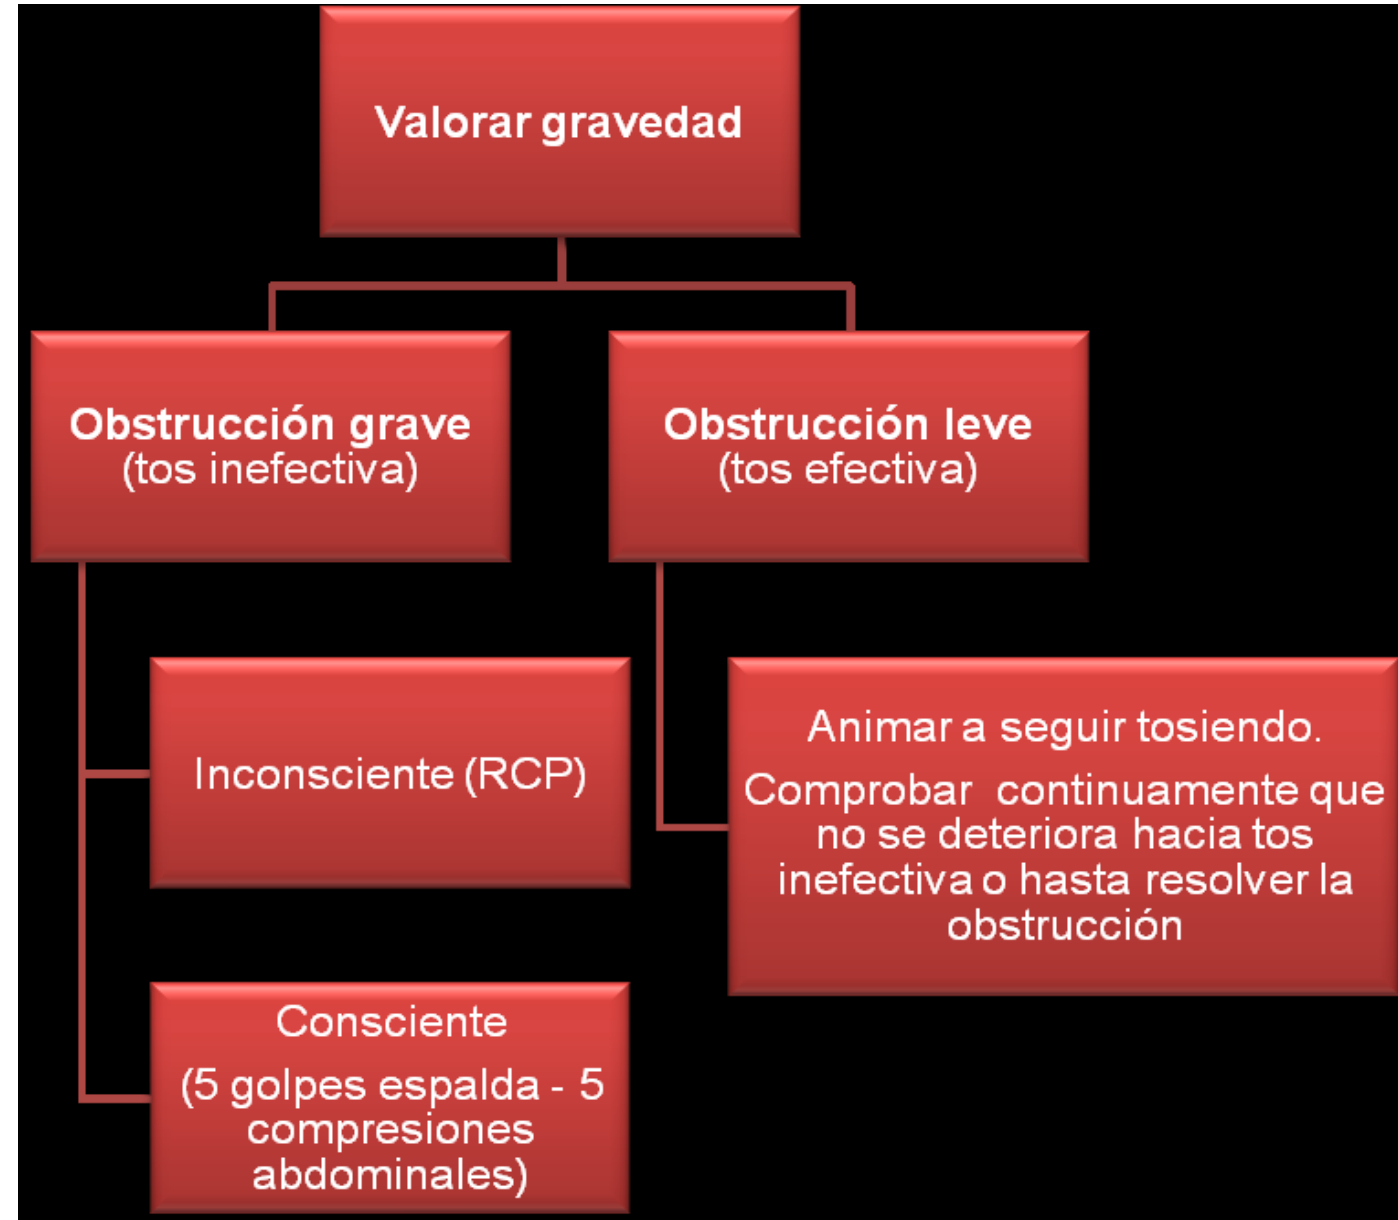 Valorar gravedad
Obstrucción grave
(tos inefectiva)
Obstrucción leve
(tos efectiva)
Inconsciente (RCP)
Animar a seguir tosiendo.
Comprobar continuamente que
no se deteriora hacia tos
inefectiva o hasta resolver la
obstrucción
Consciente
(5 golpes espalda - 5
compresiones
abdominales)